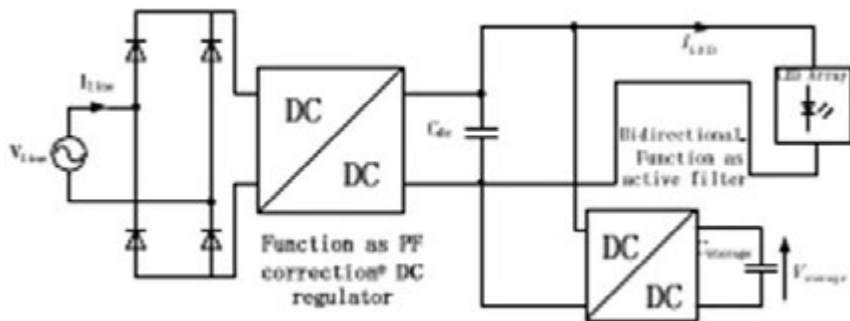 I_Line
V_Line
DC
DC
C_dc
I_LED
LED Array
Bidirectional
Function as
active filter
Function as PF
correction* DC
regulator
DC
DC
V_storage